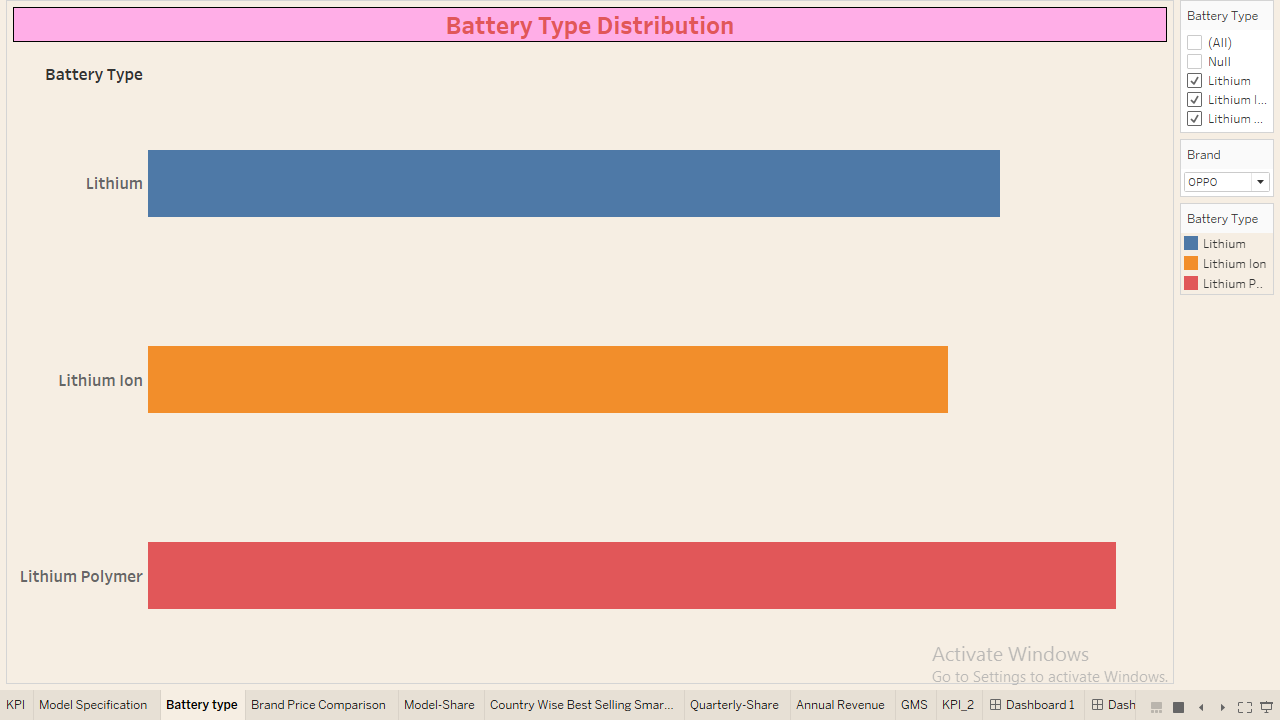 Battery Type Distribution
Battery Type
Lithium
Lithium Ion
Lithium Polymer
Battery Type
(All)
Null
Lithium
Lithium I...
Lithium ...
Brand
OPPO
Battery Type
Lithium
Lithium Ion
Lithium P..
Activate Windows
Go to Settings to activate Windows.
KPI
Model Specification
Battery type
Brand Price Comparison
Model-Share
Country Wise Best Selling Smar...
Quarterly-Share
Annual Revenue
GMS
KPI_2
Dashboard 1
Dash